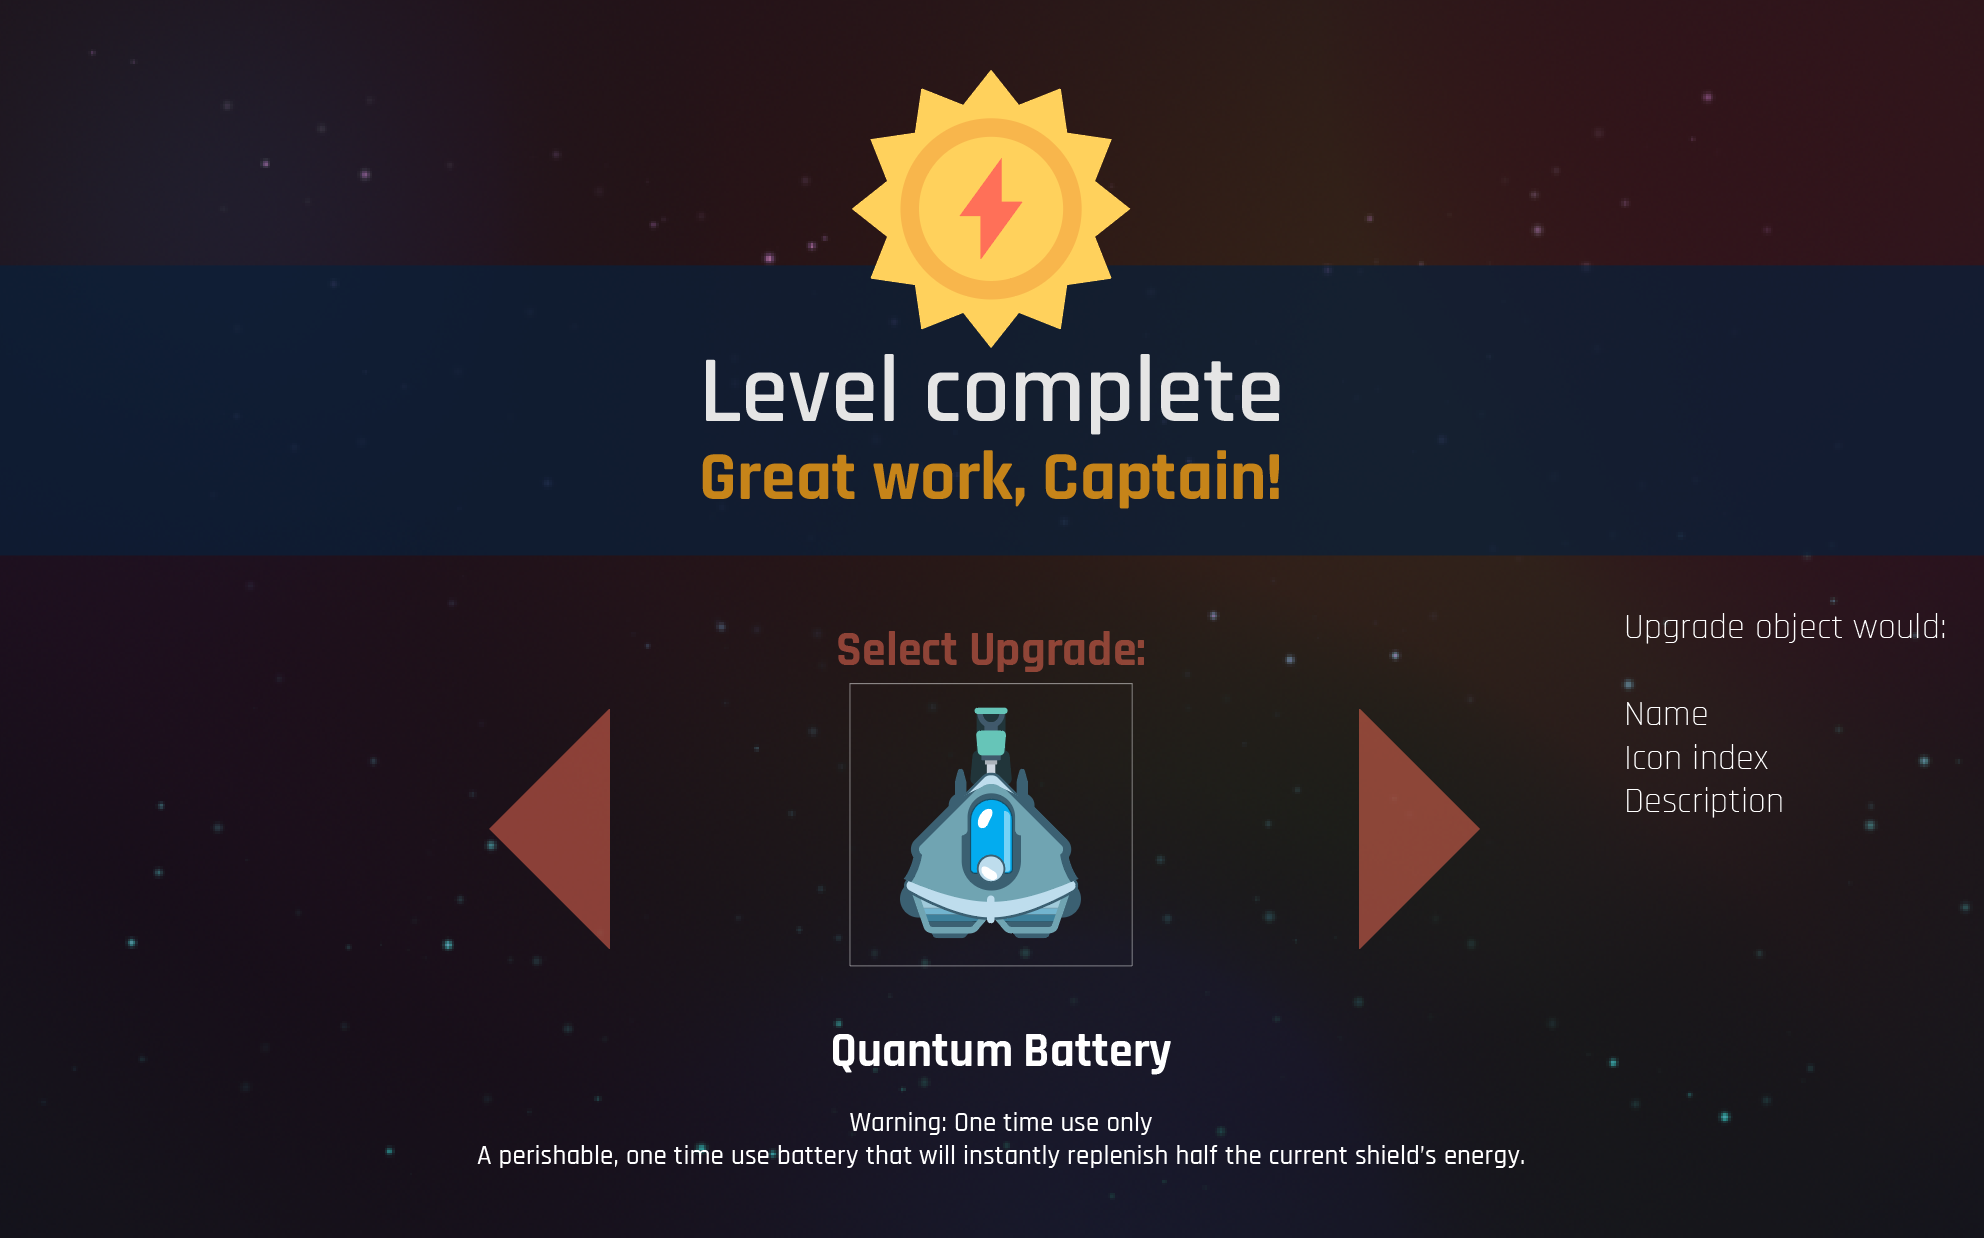 Level complete
Great work, Captain!
Select Upgrade:
Upgrade object would:
Name
Icon index
Description
Quantum Battery
Warning: One time use only
A perishable, one time use battery that will instantly replenish half the current shield's energy.